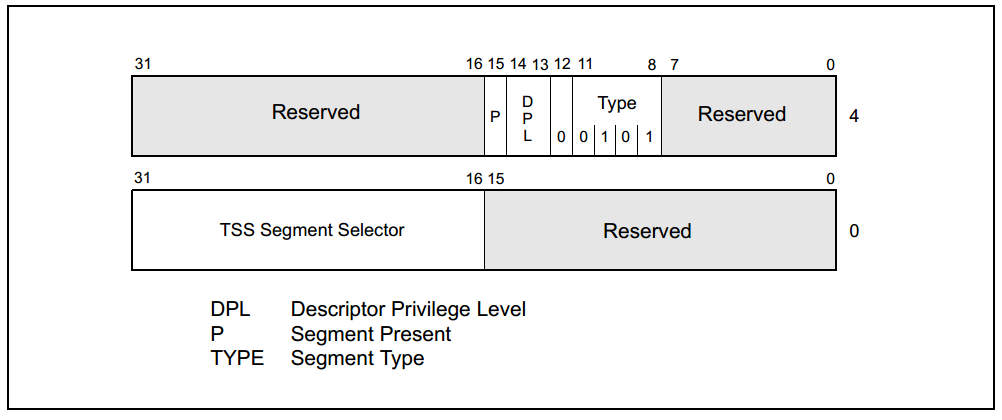 31 16 15 14 13 12 11 8 7 0
Reserved P DPL 0 Type 0 1 0 1 Reserved 4
31 16 15 0
TSS Segment Selector Reserved 0
DPL Descriptor Privilege Level
P Segment Present
TYPE Segment Type